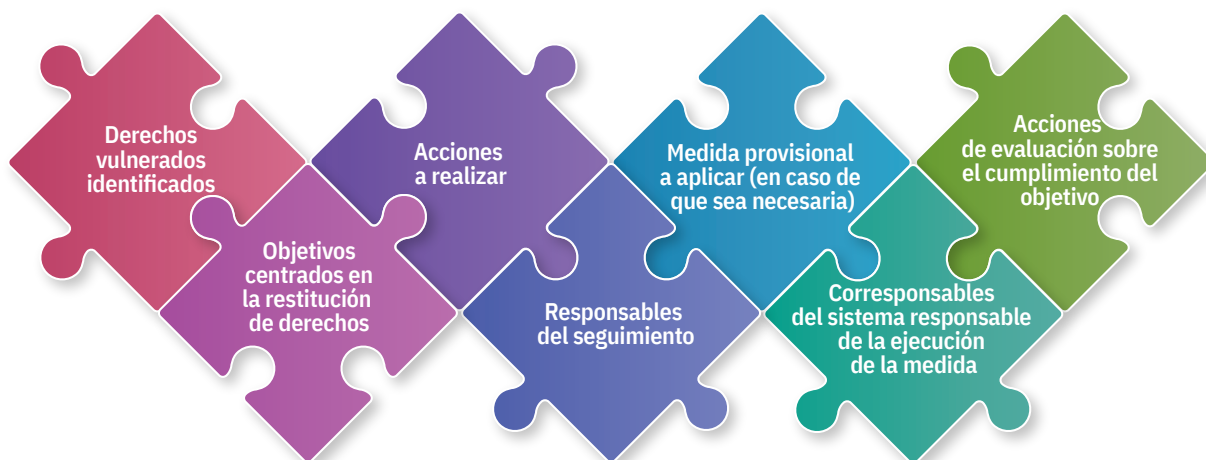 Derechos
vulnerados
identificados
Objetivos
centrados en
la restitución
de derechos
Acciones
a realizar
Responsables
del seguimiento
Medida provisional
a aplicar (en caso de
que sea necesaria)
Corresponsables
del sistema responsable
de la ejecución
de la medida
Acciones
de evaluación sobre
el cumplimiento del
objetivo